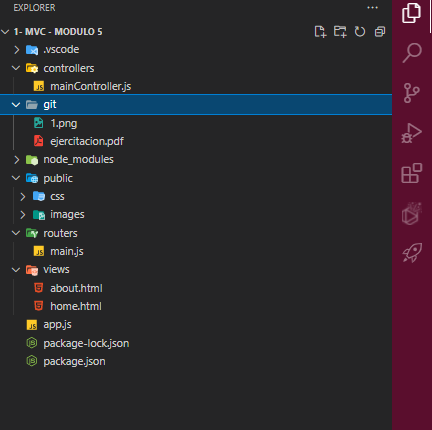 EXPLORER
1- MVC - MODULO 5
.vscode
controllers
mainController.js
git
1.png
ejercitacion.pdf
node_modules
public
css
images
routers
main.js
views
about.html
home.html
app.js
package-lock.json
package.json